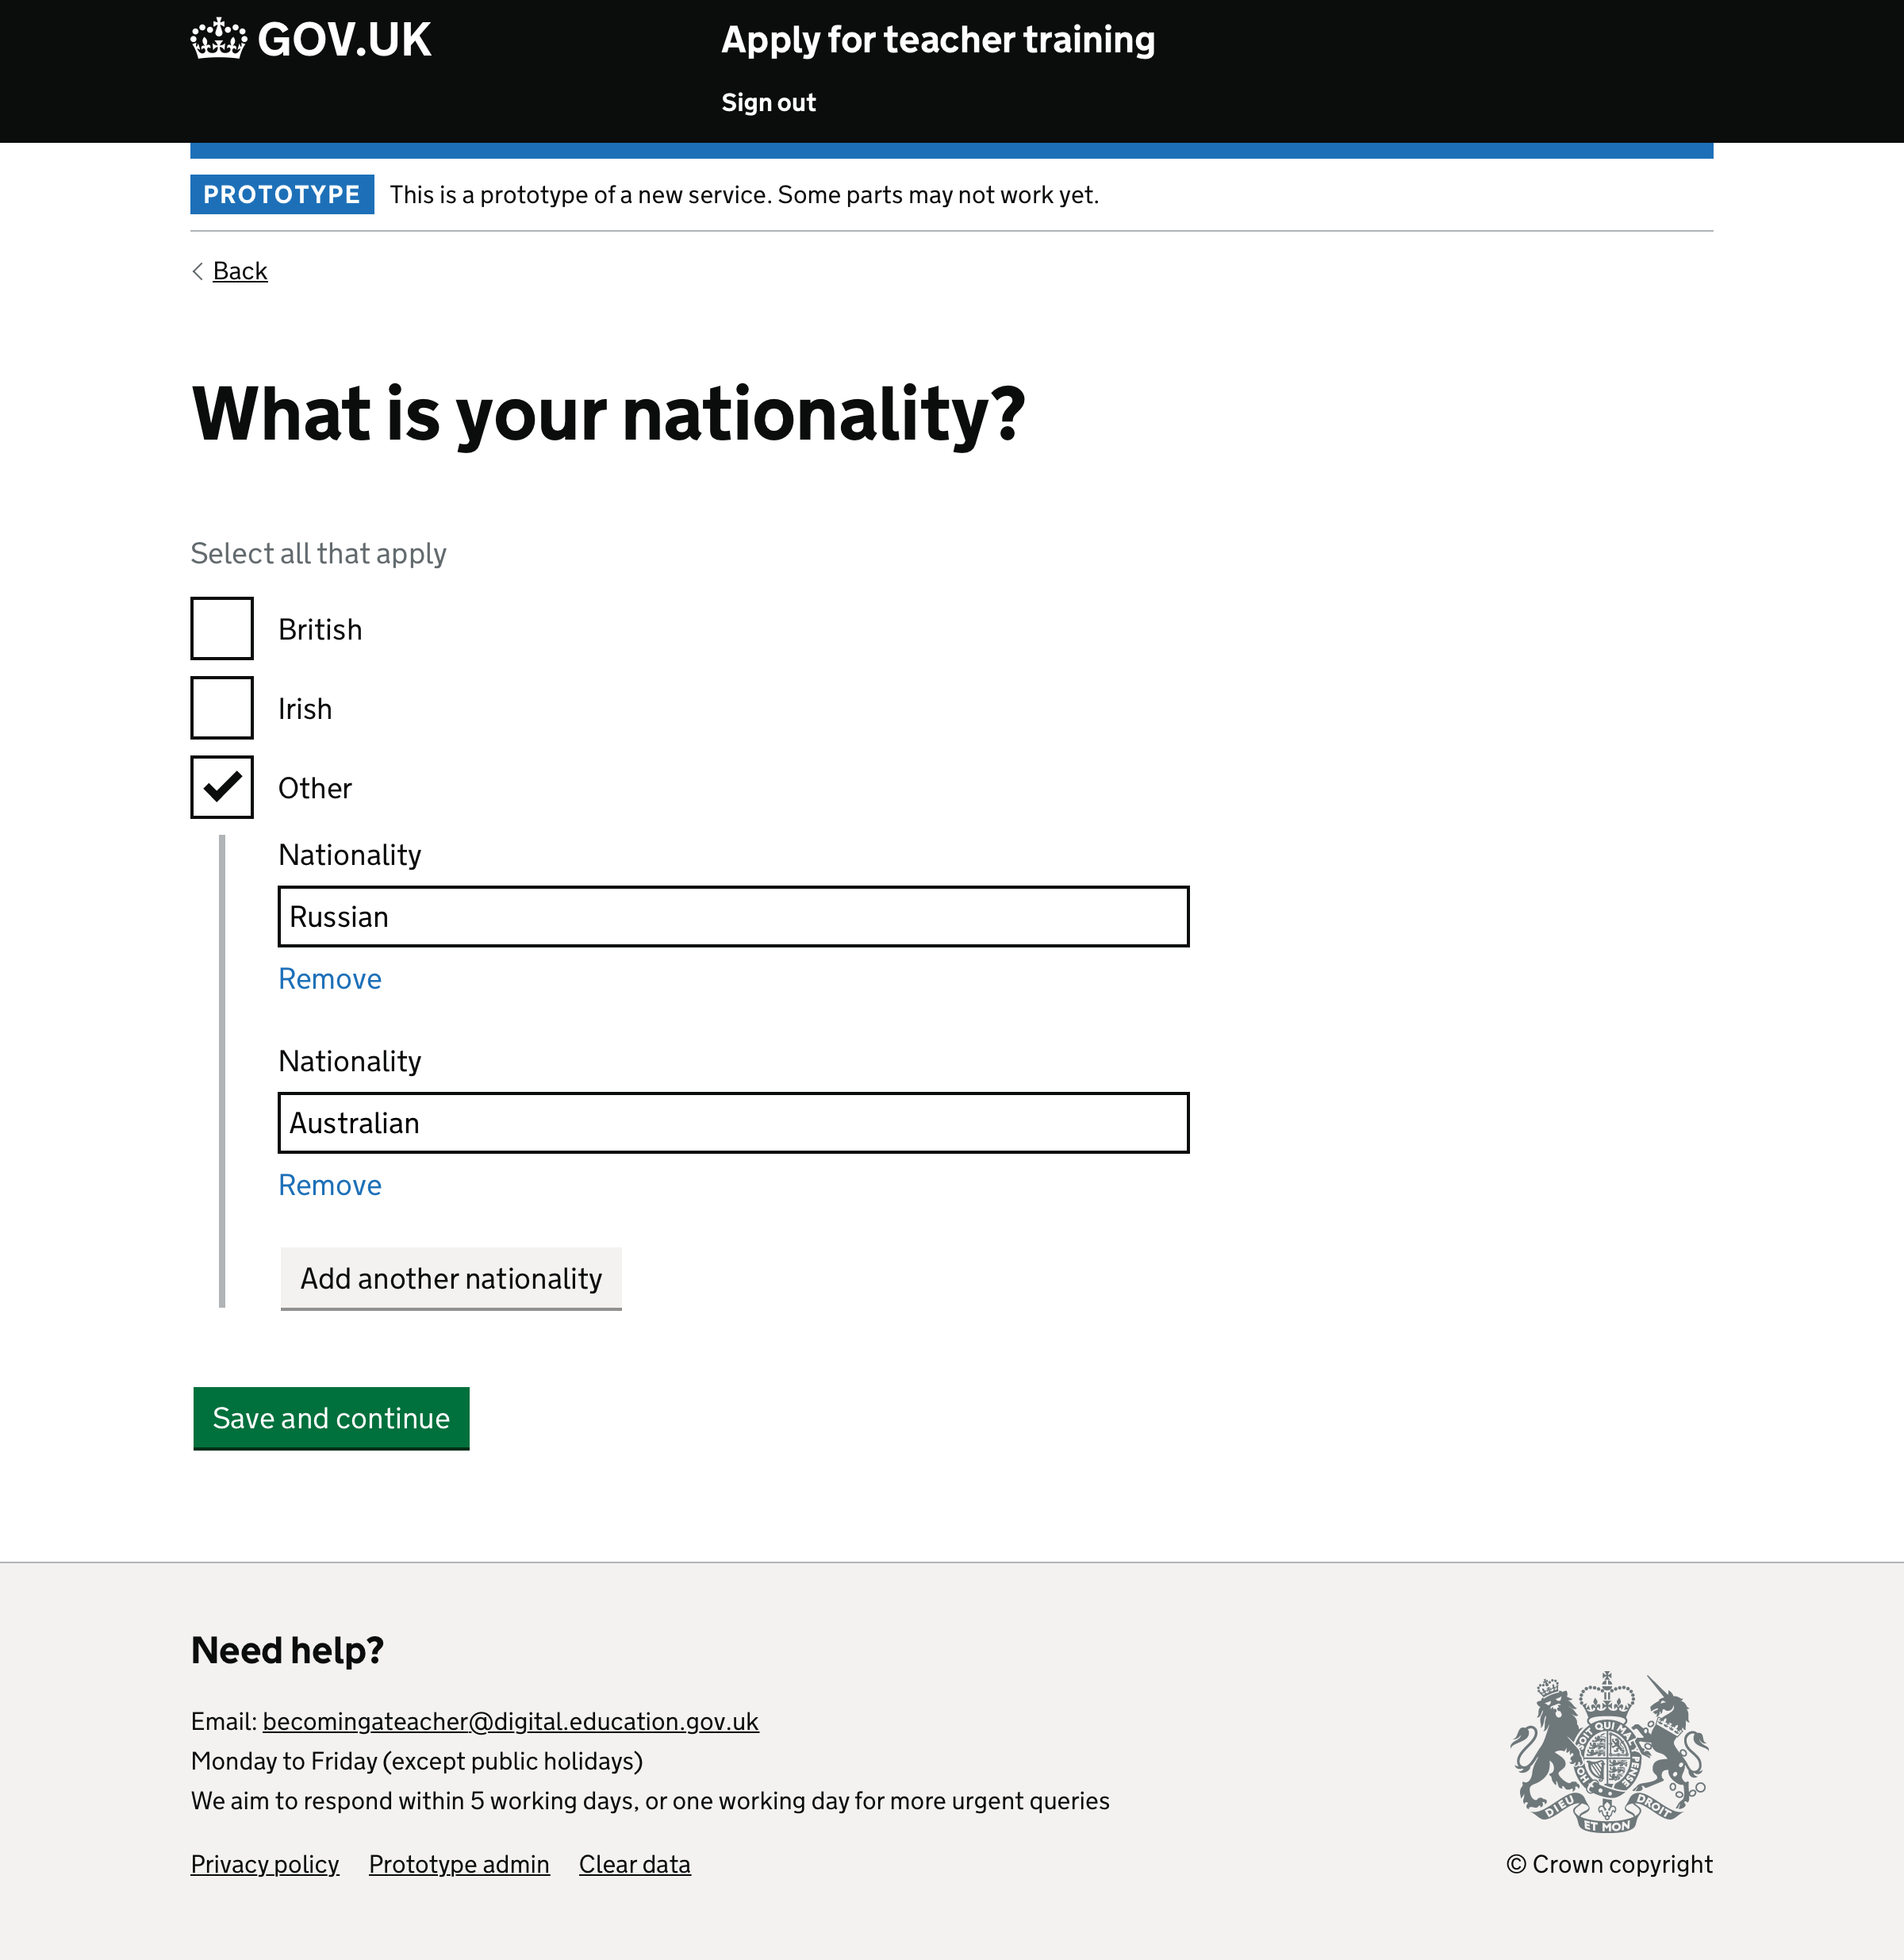 GOV.UK
Apply for teacher training
Sign out
PROTOTYPE This is a prototype of a new service. Some parts may not work yet.
Back
What is your nationality?
Select all that apply
British
Irish
Other
Nationality
Russian
Remove
Nationality
Australian
Remove
Add another nationality
Save and continue
Need help?
Email: becomingateacher@digital.education.gov.uk
Monday to Friday (except public holidays)
We aim to respond within 5 working days, or one working day for more urgent queries
Privacy policy Prototype admin Clear data
DIEU ET MON DROIT
© Crown copyright